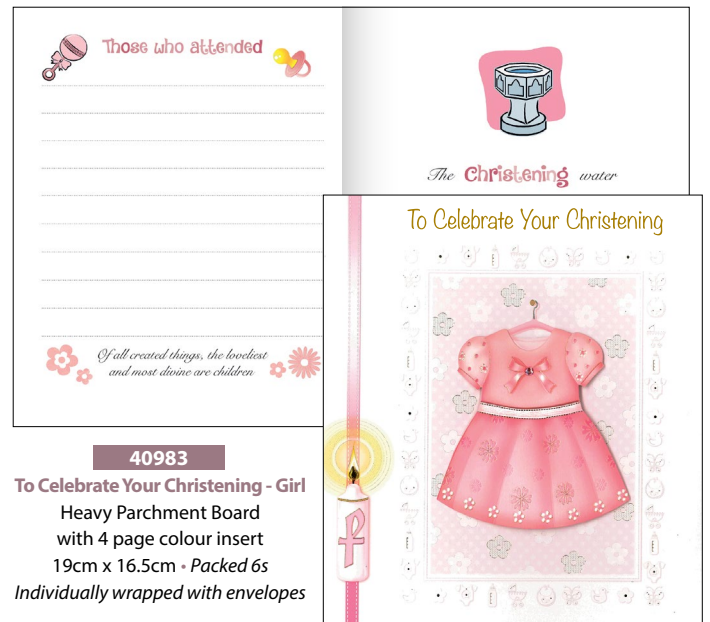 Those who attended
Of all created things, the loveliest
and most divine are children
The Christening water
To Celebrate Your Christening
40983
To Celebrate Your Christening - Girl
Heavy Parchment Board
with 4 page colour insert
19cm x 16.5cm • Packed 6s
Individually wrapped with envelopes